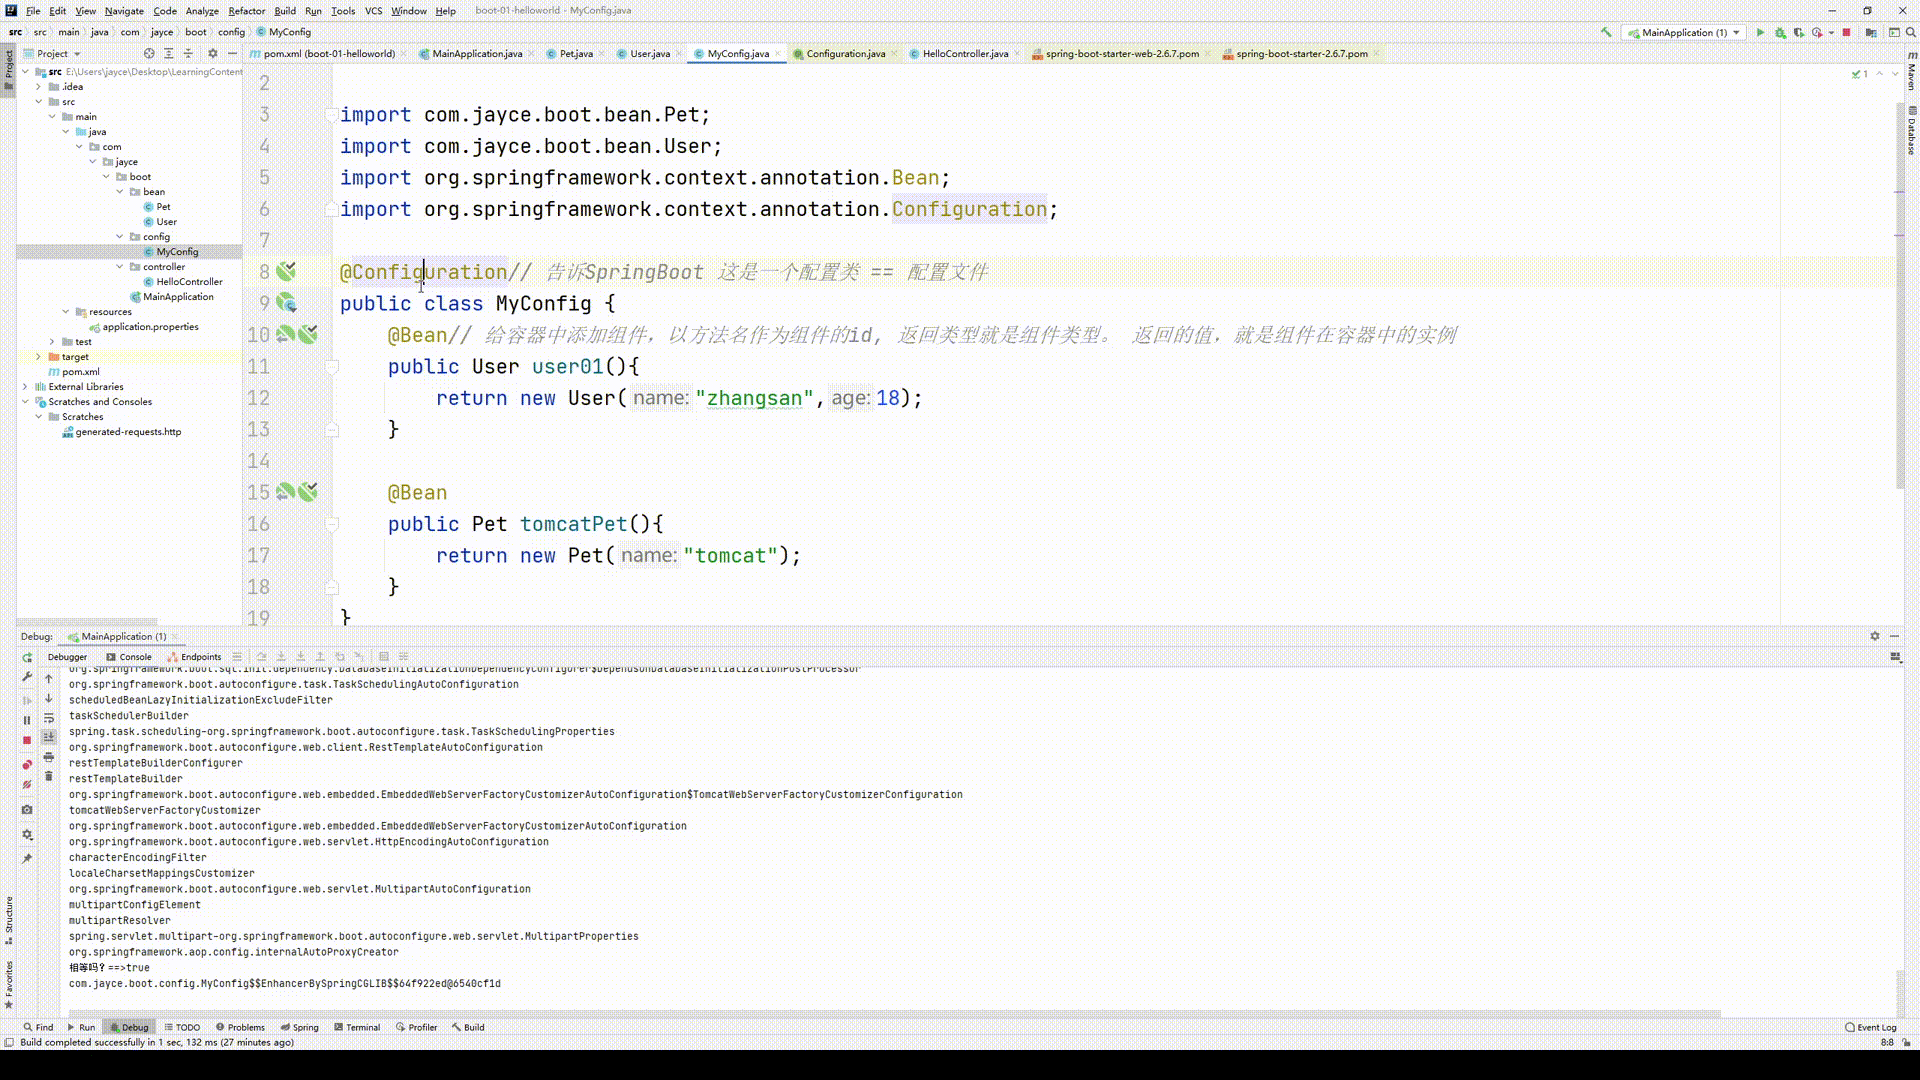 File Edit View Navigate Code Analyze Refactor Build Run Tools VCS Window Help boot-01-helloworld - MyConfig.java
src src main java com jayce boot config MyConfig MainApplication (1)
Project pom.xml (boot-01-helloworld) MainApplication.java Pet.java User.java MyConfig.java Configuration.java HelloController.java spring-boot-starter-web-2.6.7.pom spring-boot-starter-2.6.7.pom
src E:\Users\jayce\Desktop\LearningContent
.idea
src
main
java
com
jayce
boot
bean
Pet
User
config
MyConfig
controller
HelloController
MainApplication
resources
application.properties
test
target
pom.xml
External Libraries
Scratches and Consoles
Scratches
generated-requests.http
Project
Structure
Favorites
Maven
Database
1
2
3 import com.jayce.boot.bean.Pet;
4 import com.jayce.boot.bean.User;
5 import org.springframework.context.annotation.Bean;
6 import org.springframework.context.annotation.Configuration;
7
8 @Configuration// 告诉SpringBoot 这是一个配置类 == 配置文件
9 public class MyConfig {
10 @Bean// 给容器中添加组件，以方法名作为组件的id, 返回类型就是组件类型。 返回的值，就是组件在容器中的实例
11 public User user01(){
12 return new User( name: "zhangsan", age: 18);
13 }
14
15 @Bean
16 public Pet tomcatPet(){
17 return new Pet( name: "tomcat");
18 }
19 }
Debug: MainApplication (1)
Debugger Console Endpoints
org.springframework.boot.sql.init.dependency.DatabaseInitializationDependencyConfigurer$DependsOnDatabaseInitializationPostProcessor
org.springframework.boot.autoconfigure.task.TaskSchedulingAutoConfiguration
scheduledBeanLazyInitializationExcludeFilter
taskSchedulerBuilder
spring.task.scheduling-org.springframework.boot.autoconfigure.task.TaskSchedulingProperties
org.springframework.boot.autoconfigure.web.client.RestTemplateAutoConfiguration
restTemplateBuilderConfigurer
restTemplateBuilder
org.springframework.boot.autoconfigure.web.embedded.EmbeddedWebServerFactoryCustomizerAutoConfiguration$TomcatWebServerFactoryCustomizerConfiguration
tomcatWebServerFactoryCustomizer
org.springframework.boot.autoconfigure.web.embedded.EmbeddedWebServerFactoryCustomizerAutoConfiguration
org.springframework.boot.autoconfigure.web.servlet.HttpEncodingAutoConfiguration
characterEncodingFilter
localeCharsetMappingsCustomizer
org.springframework.boot.autoconfigure.web.servlet.MultipartAutoConfiguration
multipartConfigElement
multipartResolver
spring.servlet.multipart-org.springframework.boot.autoconfigure.web.servlet.MultipartProperties
org.springframework.aop.config.internalAutoProxyCreator
相等吗？==>true
com.jayce.boot.config.MyConfig$$EnhancerBySpringCGLIB$$64f922ed@6540cf1d
Find Run Debug TODO Problems Spring Terminal Profiler Build Event Log
Build completed successfully in 1 sec, 132 ms (27 minutes ago) 8:8